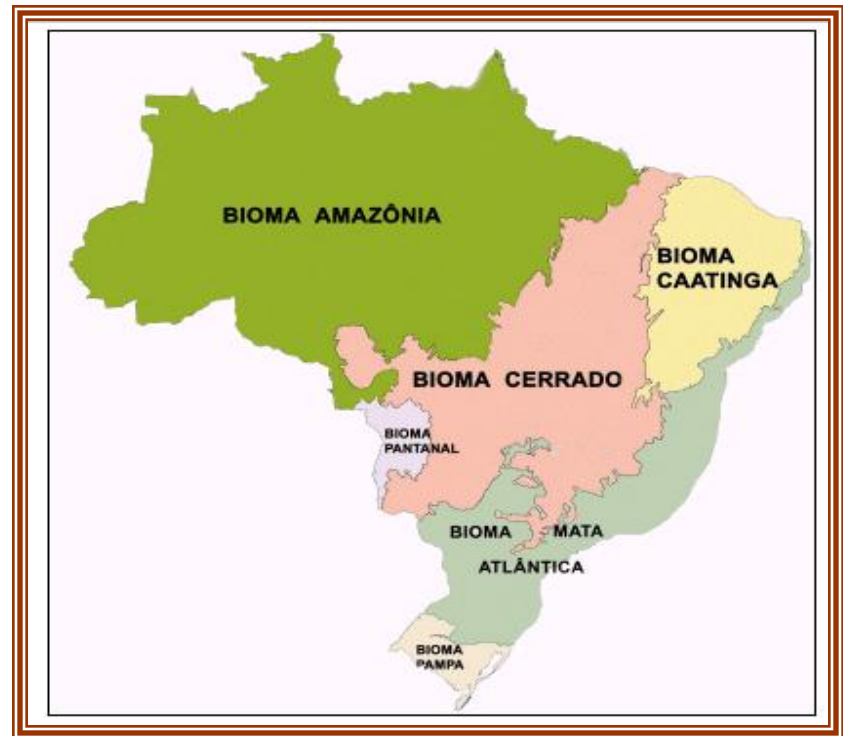 BIOMA AMAZÔNIA
BIOMA
CAATINGA
BIOMA CERRADO
BIOMA
PANTANAL
BIOMA MATA
ATLÂNTICA
BIOMA
PAMPA